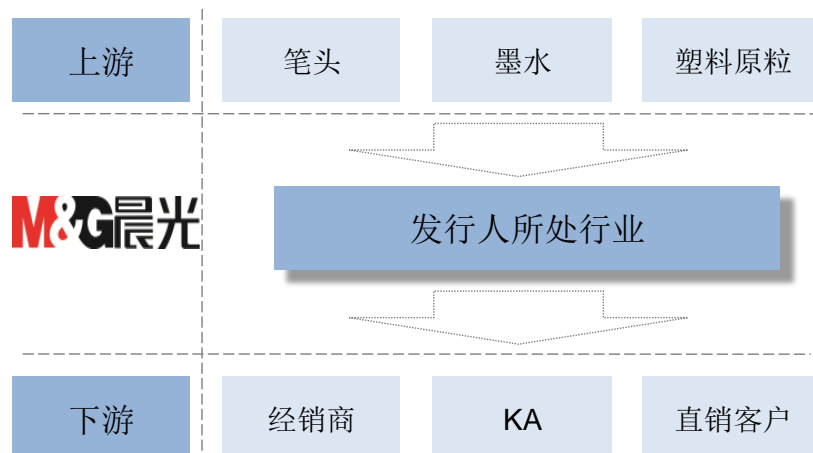 上游
笔头
墨水
塑料原粒
M&G晨光
发行人所处行业
下游
经销商
KA
直销客户